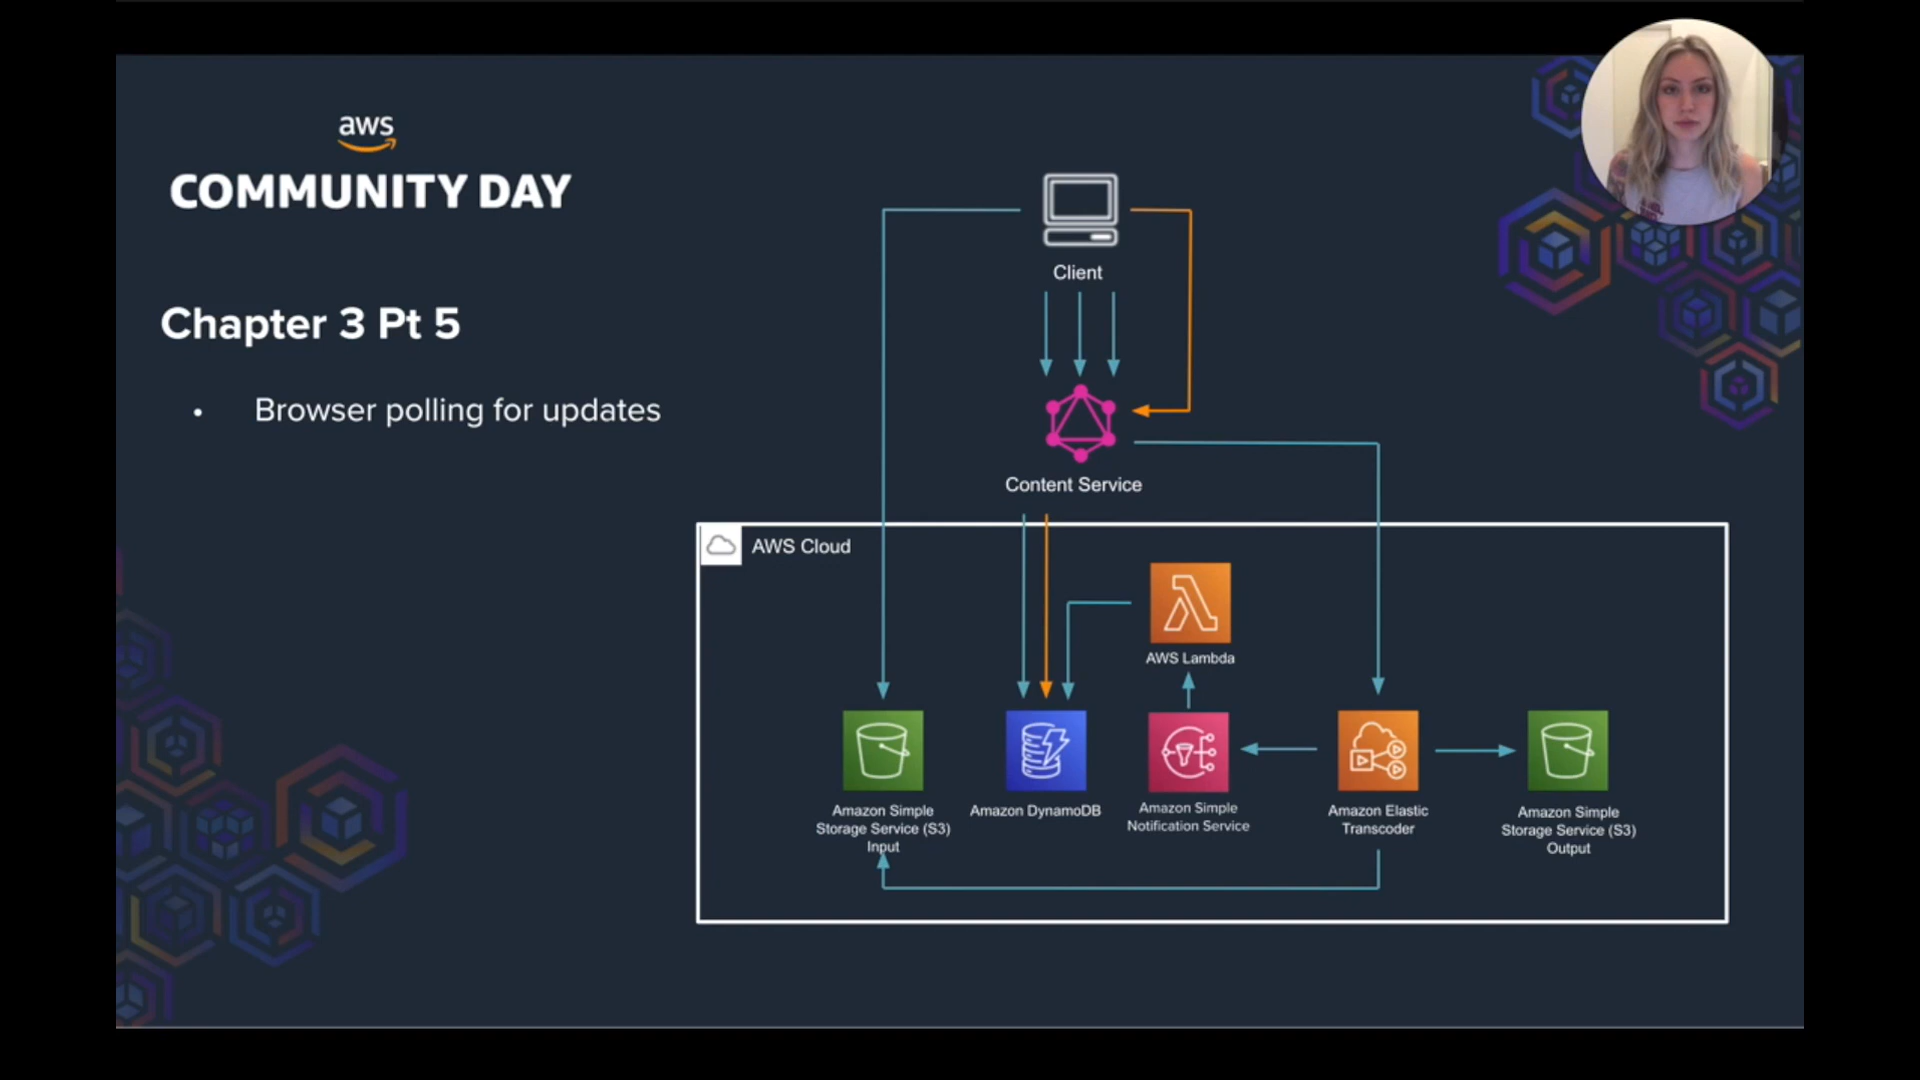 aws
COMMUNITY DAY
Chapter 3 Pt 5
• Browser polling for updates
Client
Content Service
AWS Cloud
AWS Lambda
Amazon Simple
Storage Service (S3)
Input
Amazon DynamoDB
Amazon Simple
Notification Service
Amazon Elastic
Transcoder
Amazon Simple
Storage Service (S3)
Output